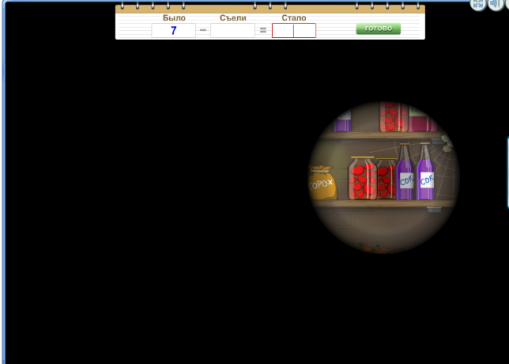 Было Съели Стало
7 − =
ГОТОВО
ГОРОХ
СОК СОК